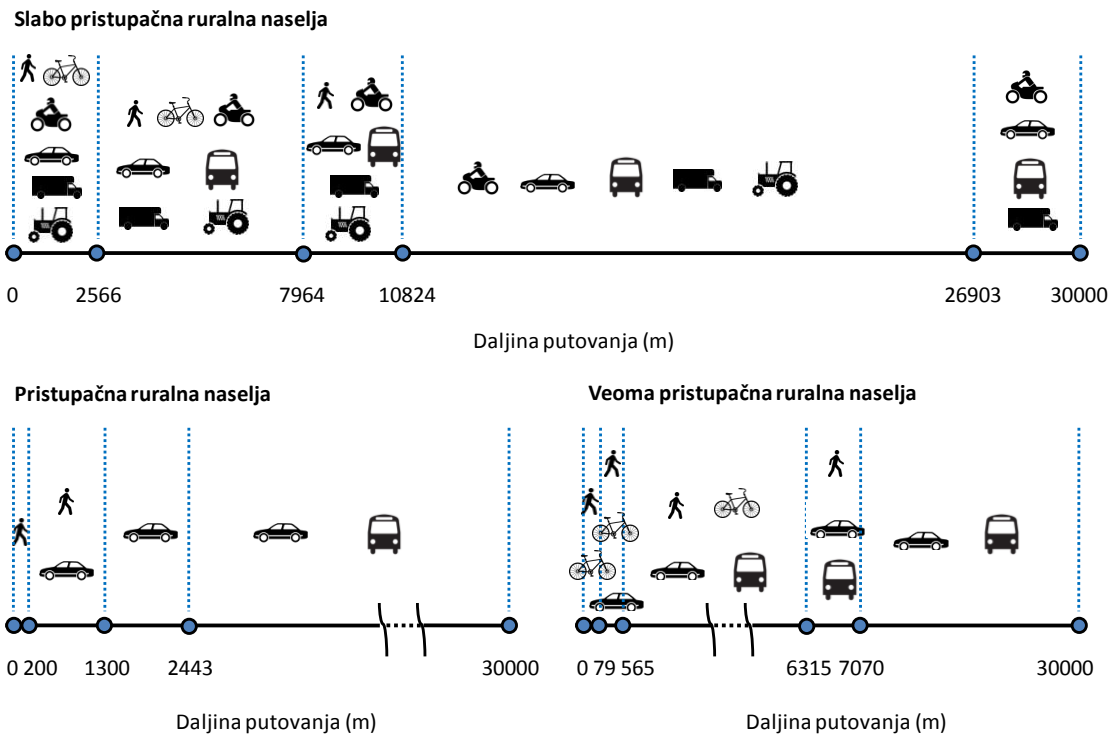 Slabo pristupačna ruralna naselja
0 2566 7964 10824 26903 30000
Daljina putovanja (m)
Pristupačna ruralna naselja
0 200 1300 2443 30000
Daljina putovanja (m)
Veoma pristupačna ruralna naselja
0 79 565 6315 7070 30000
Daljina putovanja (m)